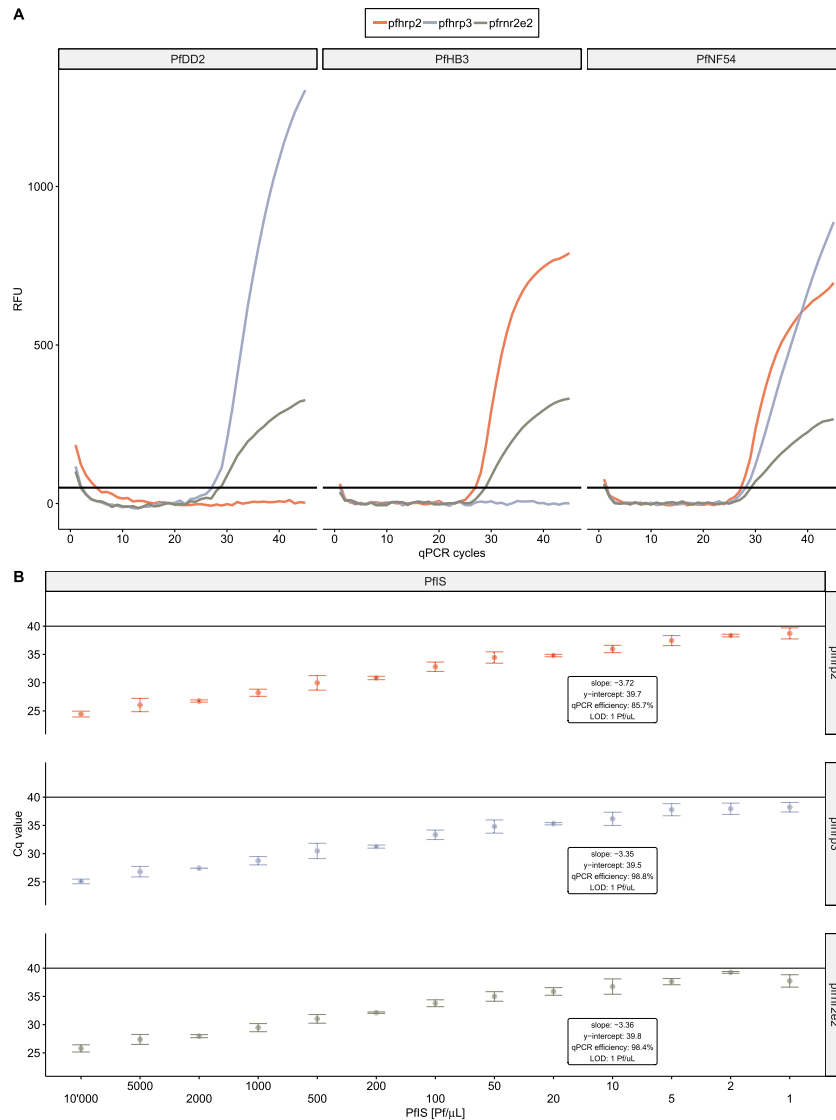 A
pfhrp2 pfhrp3 pfrnr2e2
PfDD2 PfHB3 PfNF54
1000
500
0
RFU
0 10 20 30 40 0 10 20 30 40 0 10 20 30 40
qPCR cycles
B
PfIS
40
35
30
25
pfhrp2
slope: −3.72
y-intercept: 39.7
qPCR efficiency: 85.7%
LOD: 1 Pf/uL
40
35
30
25
Cq value
pfhrp3
slope: −3.35
y-intercept: 39.5
qPCR efficiency: 98.8%
LOD: 1 Pf/uL
40
35
30
25
pfrnr2e2
slope: −3.36
y-intercept: 39.8
qPCR efficiency: 98.4%
LOD: 1 Pf/uL
5000 1000 200 50 10 2
10'000 2000 500 100 20 5 1
PfIS [Pf/μL]